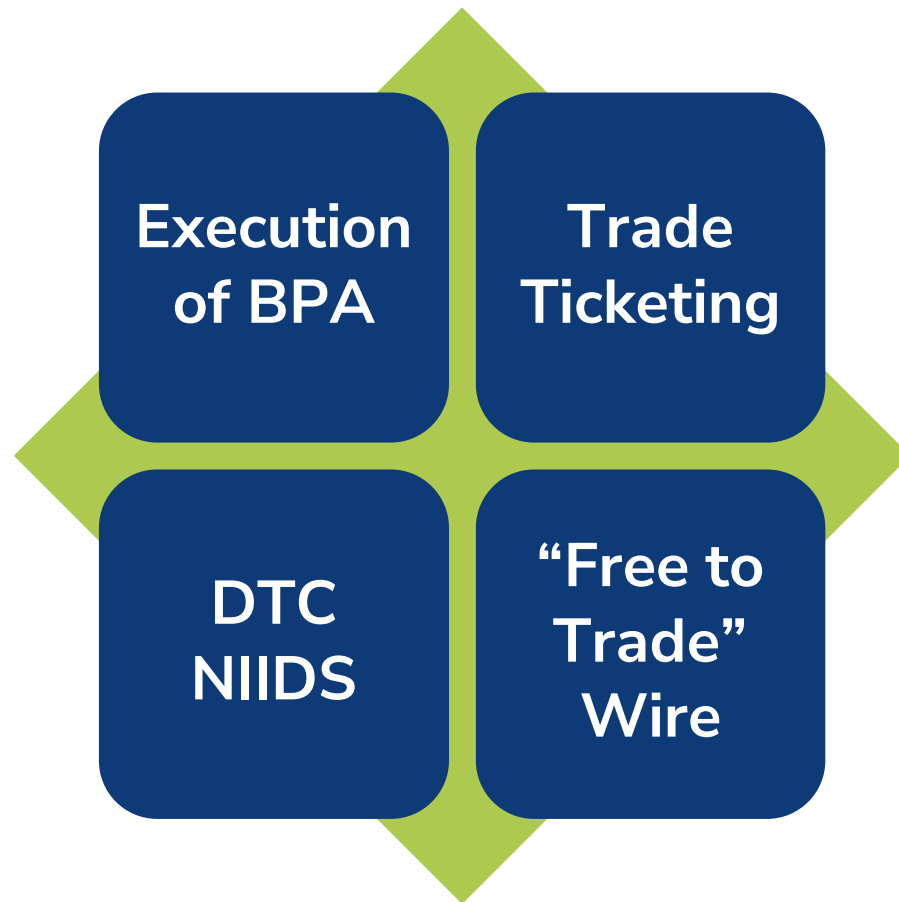 Execution
of BPA
Trade
Ticketing
DTC
NIIDS
“Free to
Trade”
Wire